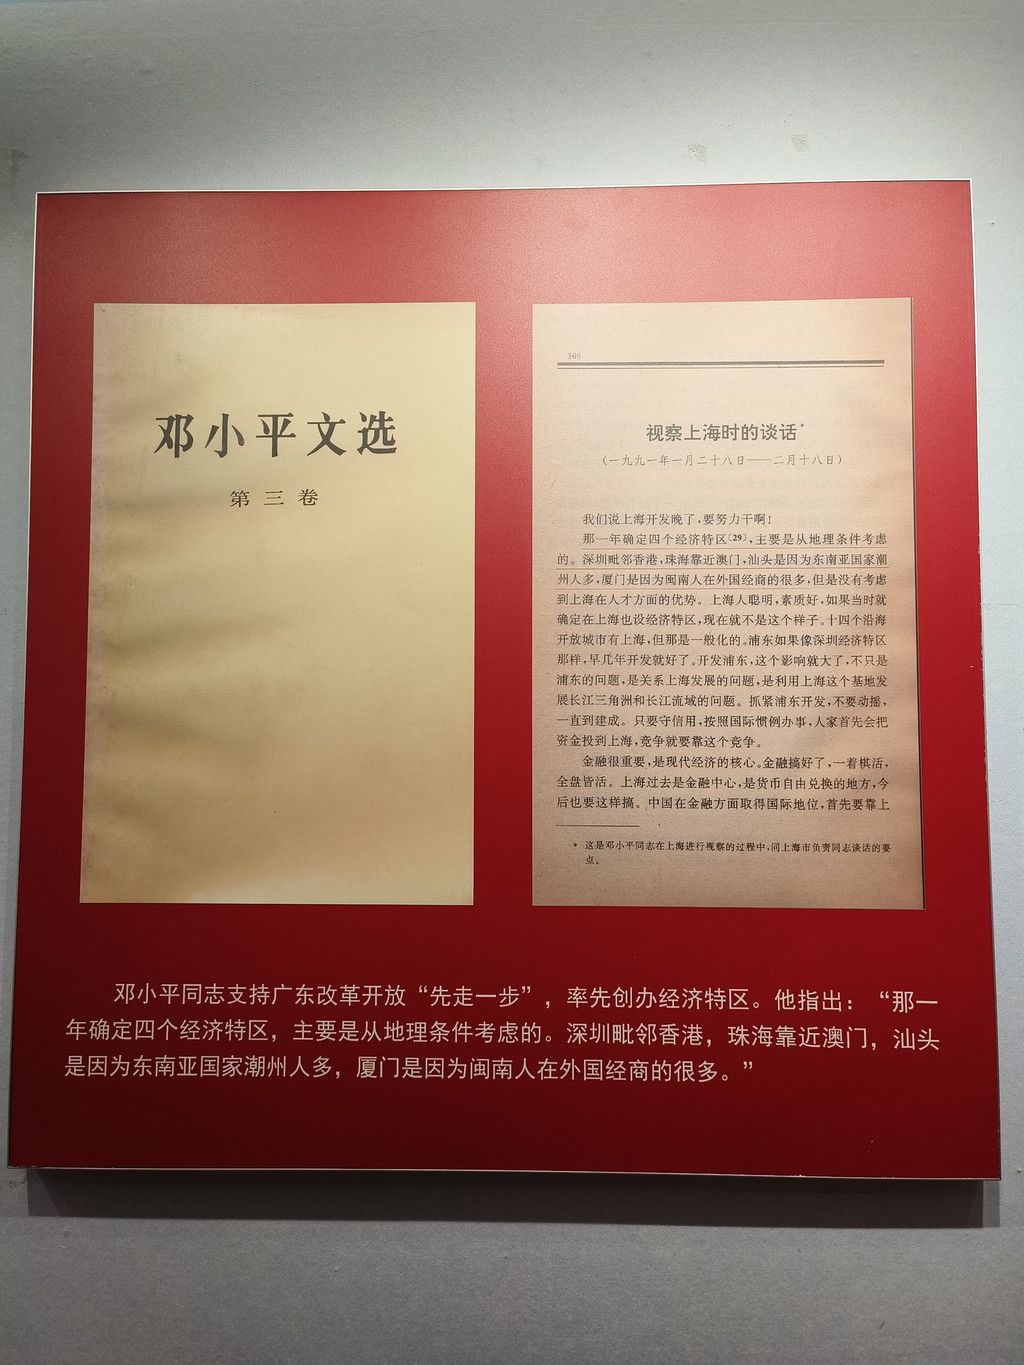 邓小平文选
第三卷
366
视察上海时的谈话*
（一九九一年一月二十八日——二月十八日）
我们说上海开发晚了，要努力干啊！
那一年确定四个经济特区〔29〕，主要是从地理条件考虑
的。深圳毗邻香港，珠海靠近澳门，汕头是因为东南亚国家潮
州人多，厦门是因为闽南人在外国经商的很多，但是没有考虑
到上海在人才方面的优势。上海人聪明，素质好，如果当时就
确定在上海也设经济特区，现在就不是这个样子。十四个沿海
开放城市有上海，但那是一般化的。浦东如果像深圳经济特区
那样，早几年开发就好了。开发浦东，这个影响就大了，不只是
浦东的问题，是关系上海发展的问题，是利用上海这个基地发
展长江三角洲和长江流域的问题。抓紧浦东开发，不要动摇，
一直到建成。只要守信用，按照国际惯例办事，人家首先会把
资金投到上海，竞争就要靠这个竞争。
金融很重要，是现代经济的核心。金融搞好了，一着棋活，
全盘皆活。上海过去是金融中心，是货币自由兑换的地方，今
后也要这样搞。中国在金融方面取得国际地位，首先要靠上
* 这是邓小平同志在上海进行视察的过程中，同上海市负责同志谈话的要
点。
邓小平同志支持广东改革开放“先走一步”，率先创办经济特区。他指出：“那一
年确定四个经济特区，主要是从地理条件考虑的。深圳毗邻香港，珠海靠近澳门，汕头
是因为东南亚国家潮州人多，厦门是因为闽南人在外国经商的很多。”